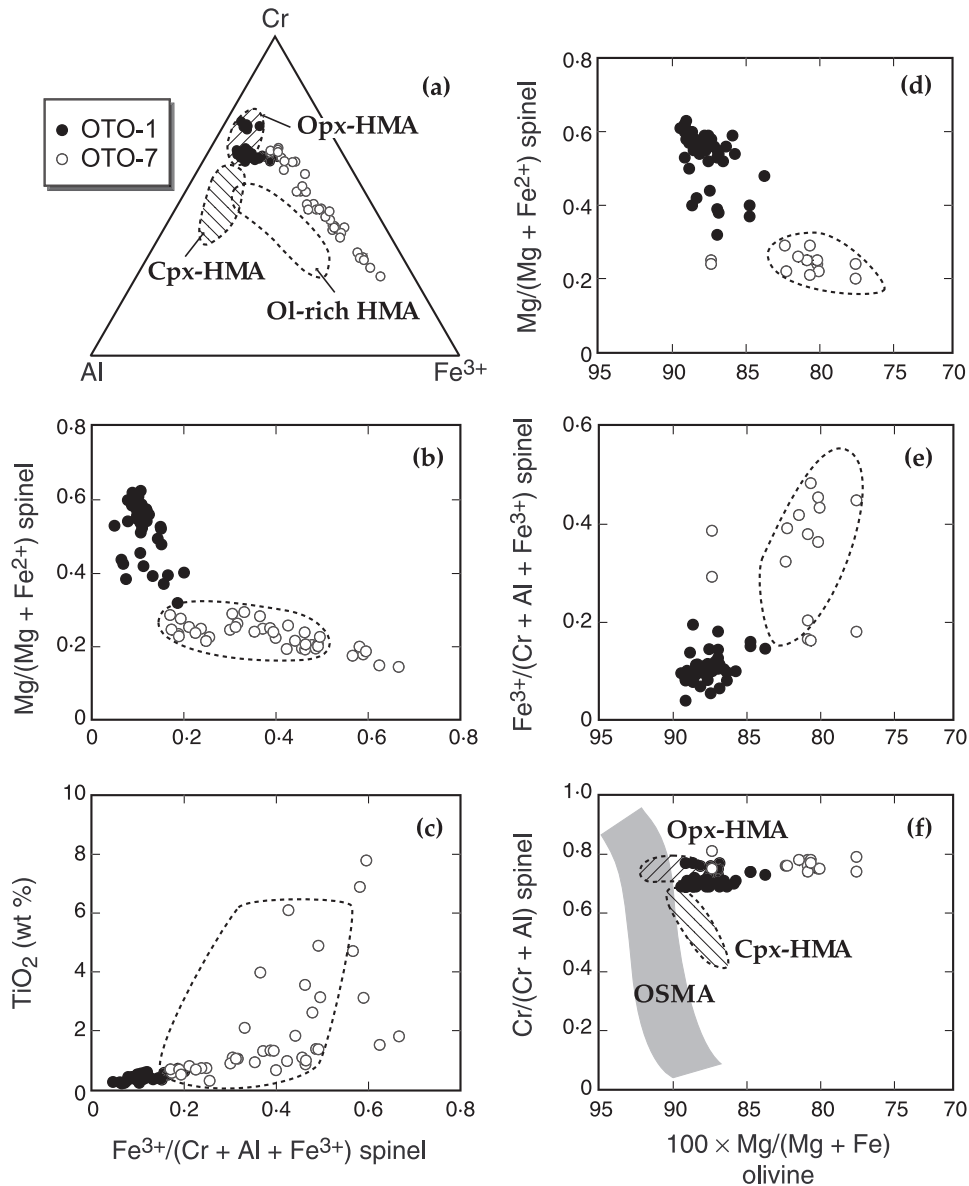 Cr
(a)
OTO-1
OTO-7
Opx-HMA
Cpx-HMA
Ol-rich HMA
Al
Fe³⁺
(d)
Mg/(Mg + Fe²⁺) spinel
0·8
0·6
0·4
0·2
0
95 90 85 80 75 70
(b)
Mg/(Mg + Fe²⁺) spinel
0·8
0·6
0·4
0·2
0
0 0·2 0·4 0·6 0·8
(e)
Fe³⁺/(Cr + Al + Fe³⁺) spinel
0·6
0·4
0·2
0
95 90 85 80 75 70
(c)
TiO₂ (wt %)
10
8
6
4
2
0
0 0·2 0·4 0·6 0·8
Fe³⁺/(Cr + Al + Fe³⁺) spinel
(f)
Cr/(Cr + Al) spinel
1·0
0·8
0·6
0·4
0·2
0
Opx-HMA
Cpx-HMA
OSMA
95 90 85 80 75 70
100 × Mg/(Mg + Fe)
olivine